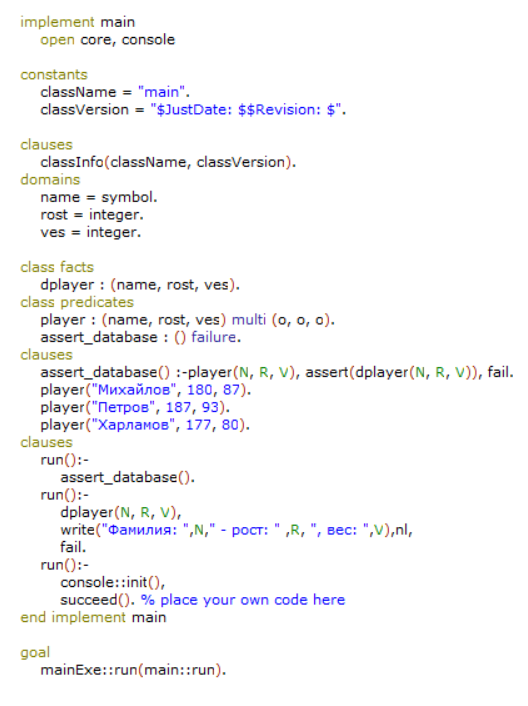 implement main
open core, console
constants
className = "main".
classVersion = "$JustDate: $$Revision: $".
clauses
classInfo(className, classVersion).
domains
name = symbol.
rost = integer.
ves = integer.
class facts
dplayer : (name, rost, ves).
class predicates
player : (name, rost, ves) multi (o, o, o).
assert_database : () failure.
clauses
assert_database() :-player(N, R, V), assert(dplayer(N, R, V)), fail.
player("Михайлов", 180, 87).
player("Петров", 187, 93).
player("Харламов", 177, 80).
clauses
run():-
assert_database().
run():-
dplayer(N, R, V),
write("Фамилия: ",N," - рост: " ,R, ", вес: ",V),nl,
fail.
run():-
console::init(),
succeed(). % place your own code here
end implement main
goal
mainExe::run(main::run).